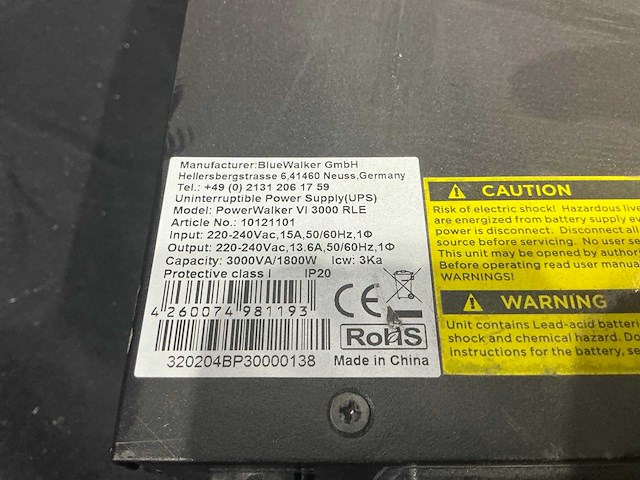 Manufacturer:BlueWalker GmbH
Hellersbergstrasse 6,41460 Neuss,Germany
Tel.: +49 (0) 2131 206 17 59
Uninterruptible Power Supply(UPS)
Model: PowerWalker VI 3000 RLE
Article No.: 10121101
Input: 220-240Vac,15A,50/60Hz,1Φ
Output: 220-240Vac,13.6A,50/60Hz,1Φ
Capacity: 3000VA/1800W Icw: 3Ka
Protective class I IP20
4 260074 981193
CE
RoHS
320204BP30000138
Made in China
CAUTION
Risk of electric shock! Hazardous live
are energized from battery supply eve
power is disconnect. Disconnect all
source before servicing. No user se
This unit may be opened by author
Before operating read user manua
WARNINGS!
WARNING
Unit contains Lead-acid batteri
shock and chemical hazard. Do
instructions for the battery, se